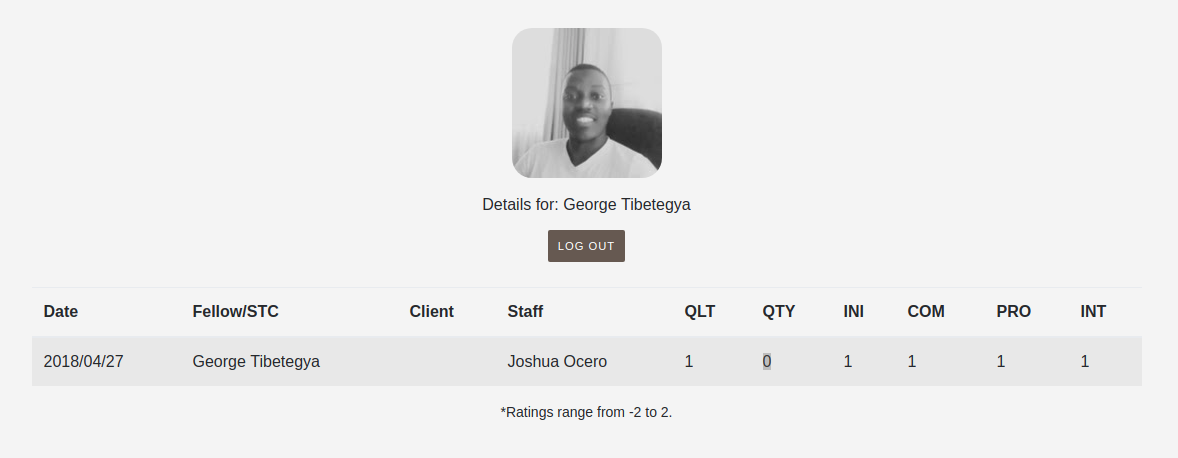 Details for: George Tibetegya
LOG OUT
Date Fellow/STC Client Staff QLT QTY INI COM PRO INT
2018/04/27 George Tibetegya Joshua Ocero 1 0 1 1 1 1
*Ratings range from -2 to 2.